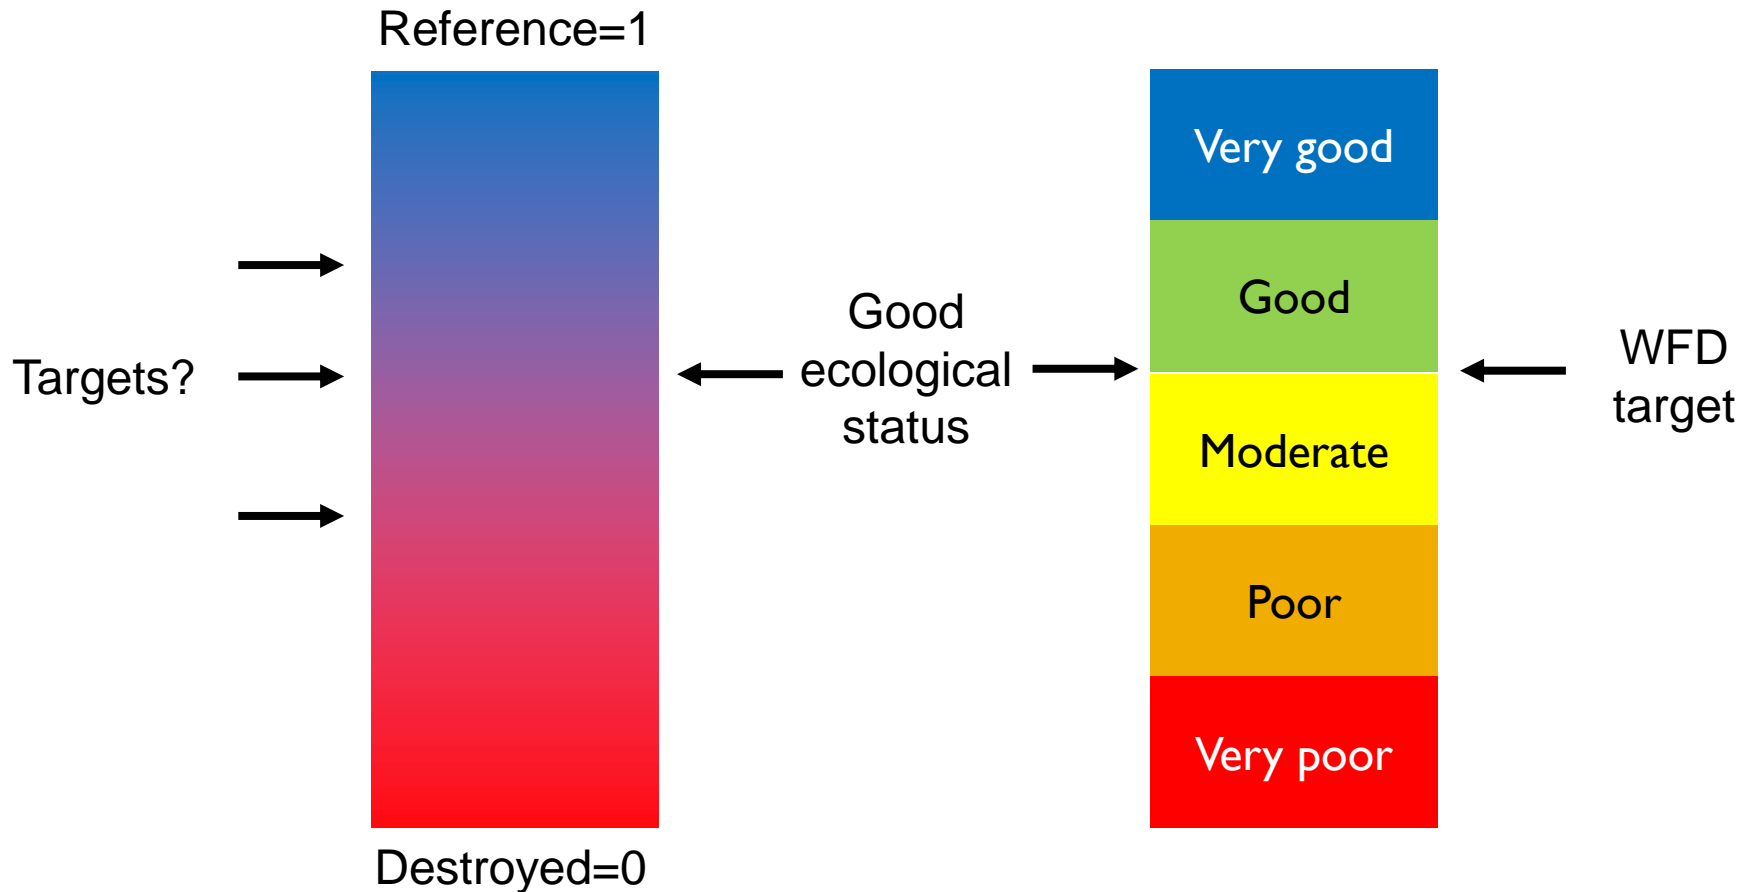 Reference=1
Targets?
Destroyed=0
Good
ecological
status
Very good
Good
Moderate
Poor
Very poor
WFD
target